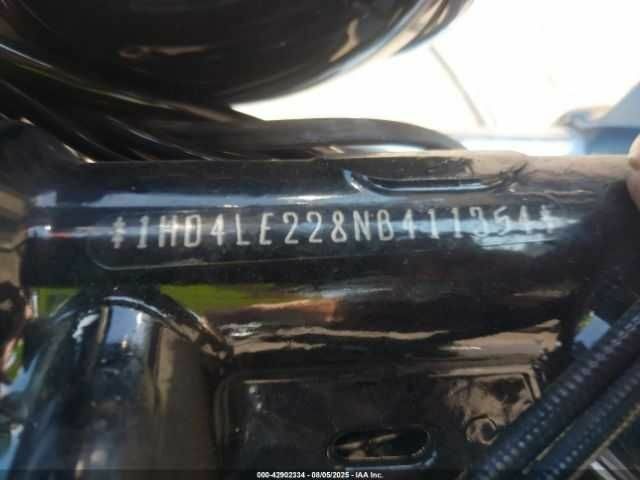 *1HD4LE228NB411354*
000-42902334 - 08/05/2025 - IAA Inc.